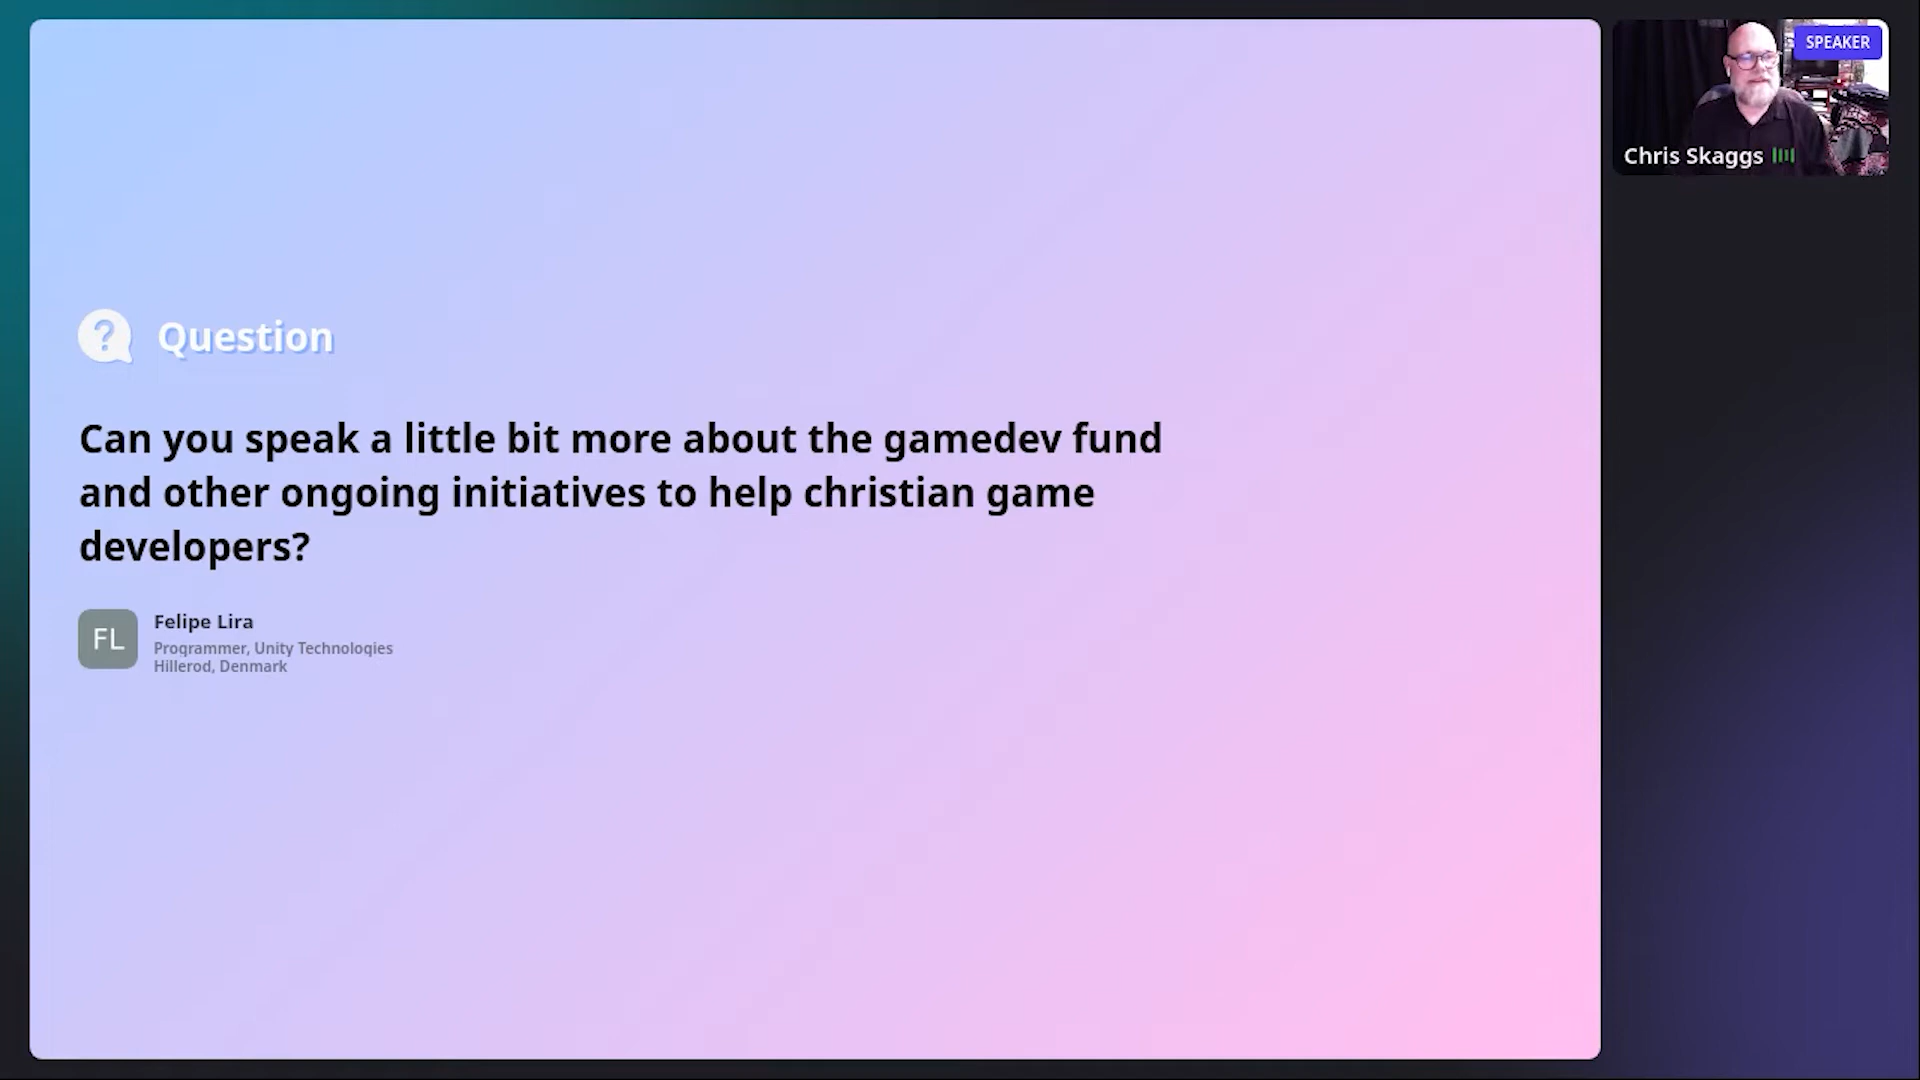 SPEAKER
Chris Skaggs
Question
Can you speak a little bit more about the gamedev fund
and other ongoing initiatives to help christian game
developers?
FL
Felipe Lira
Programmer, Unity Technologies
Hillerod, Denmark